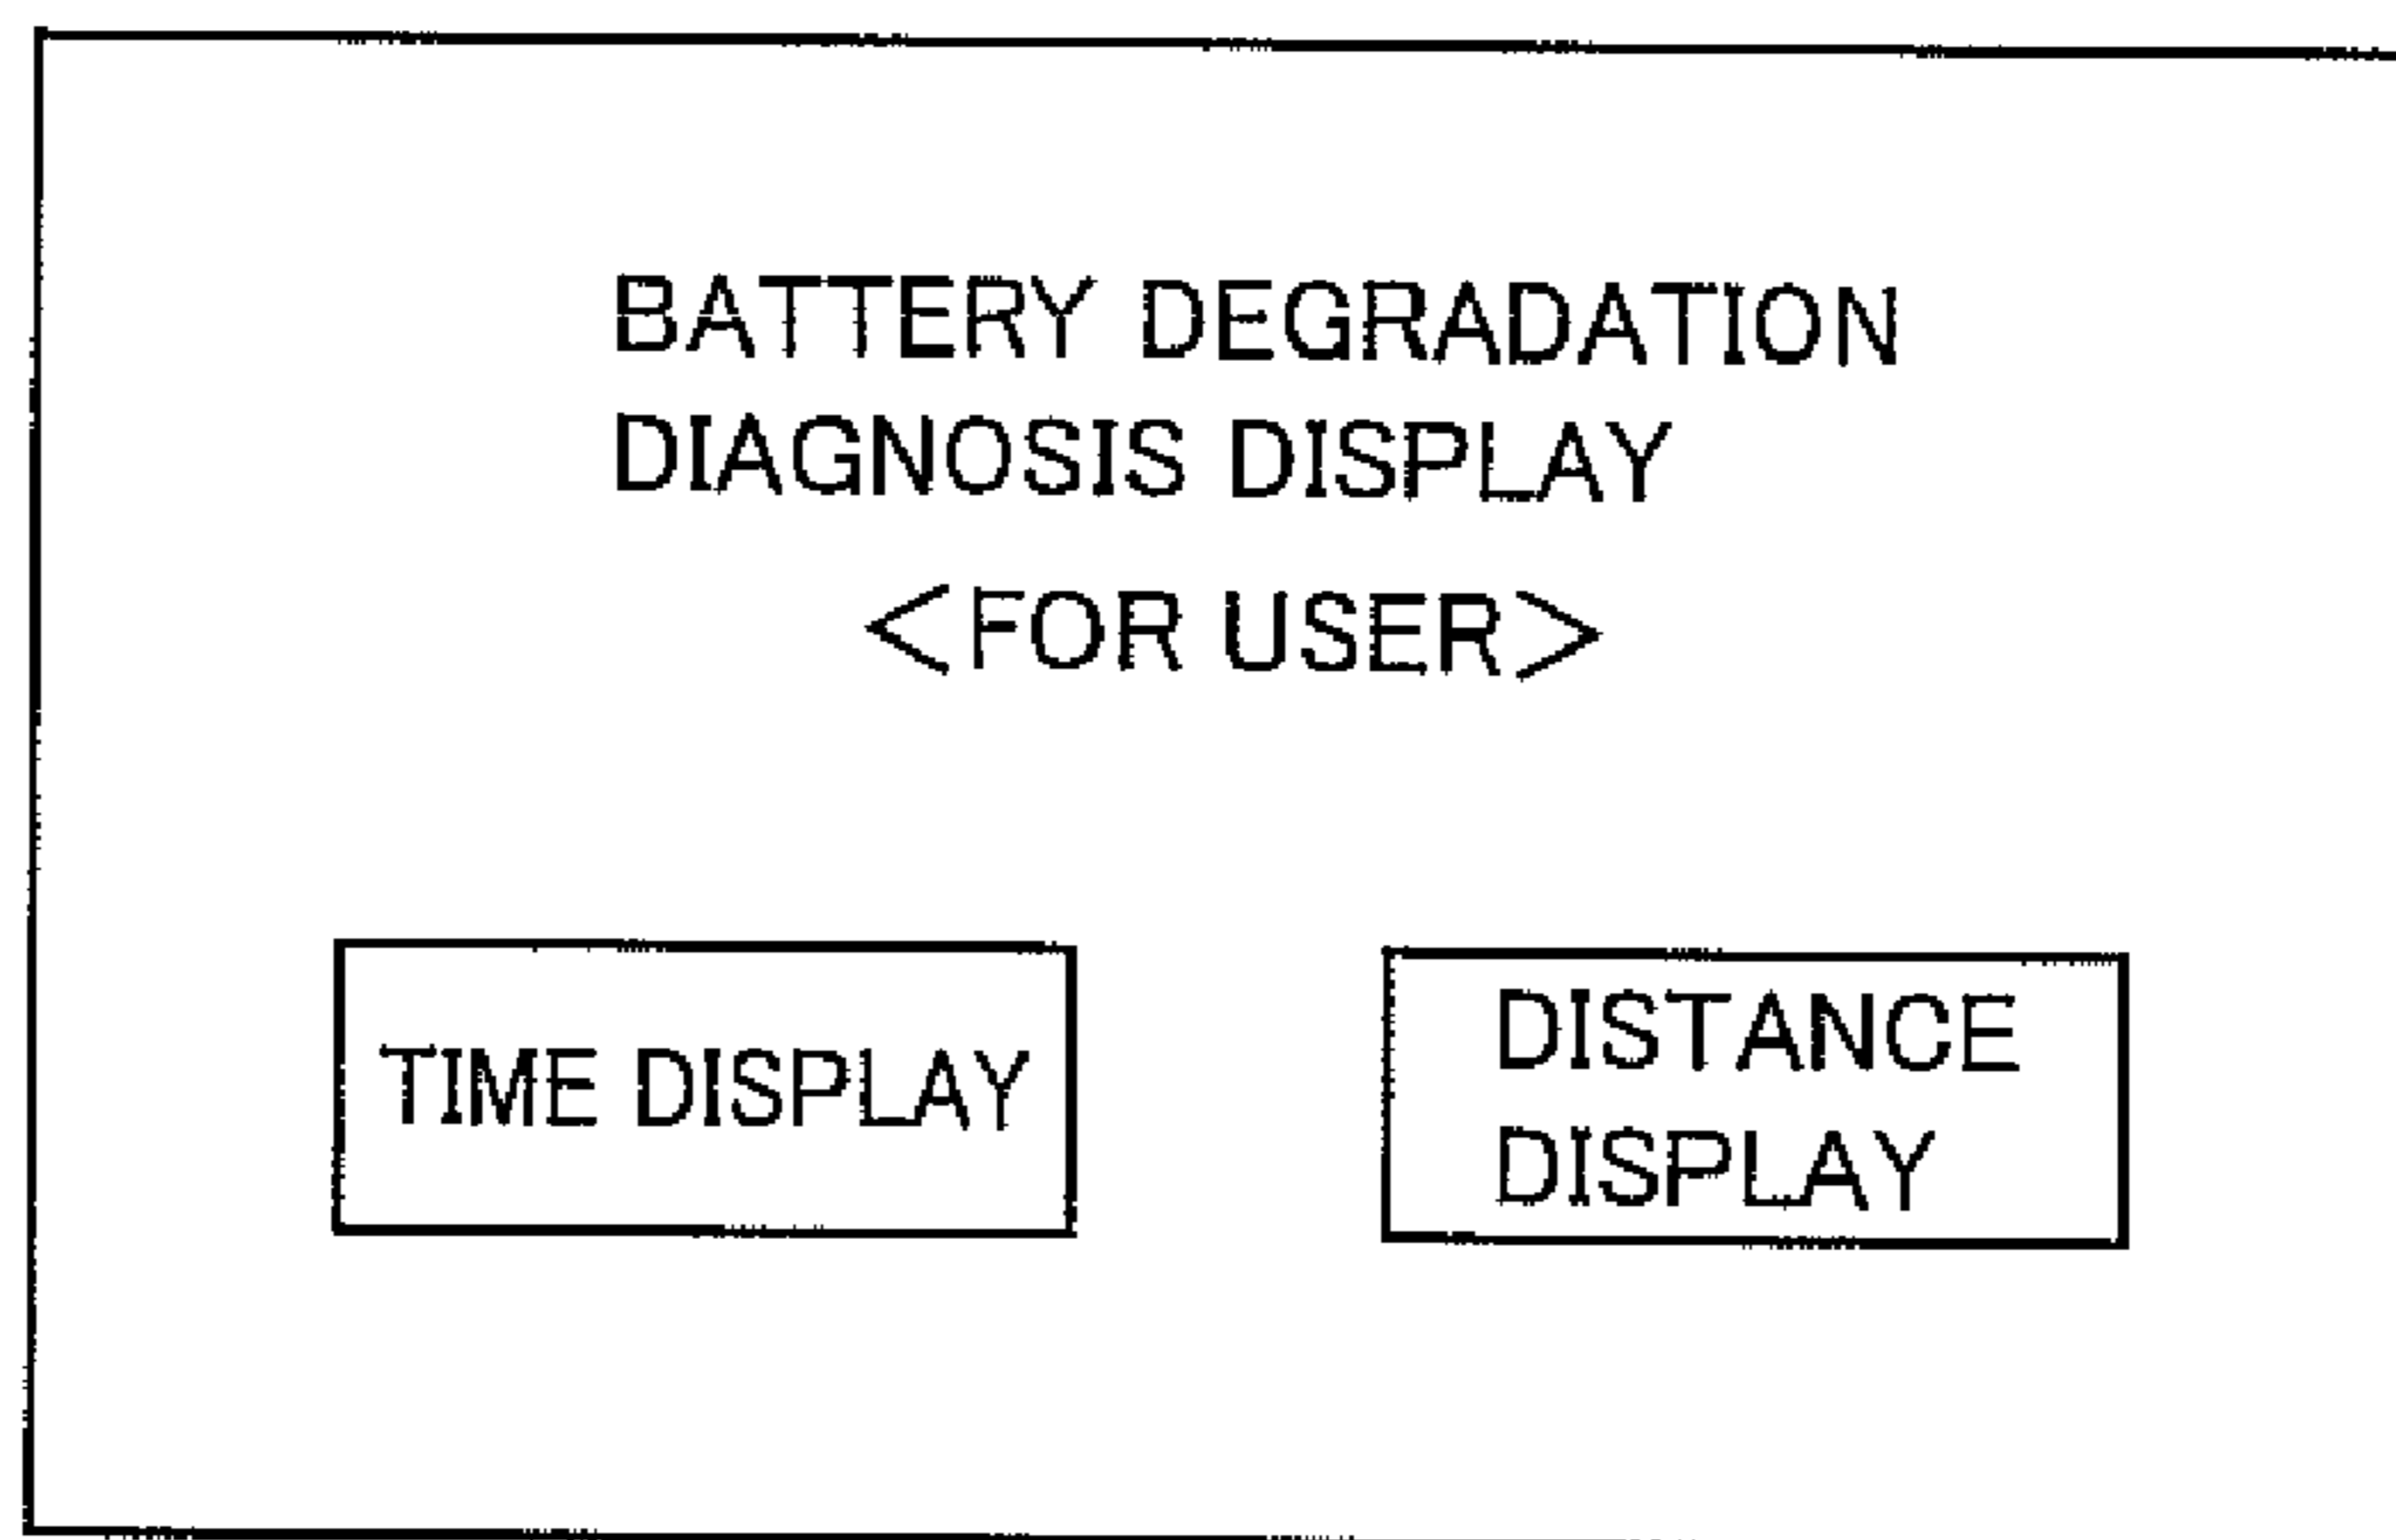 BATTERY DEGRADATION
DIAGNOSIS DISPLAY
<FOR USER>
TIME DISPLAY
DISTANCE
DISPLAY